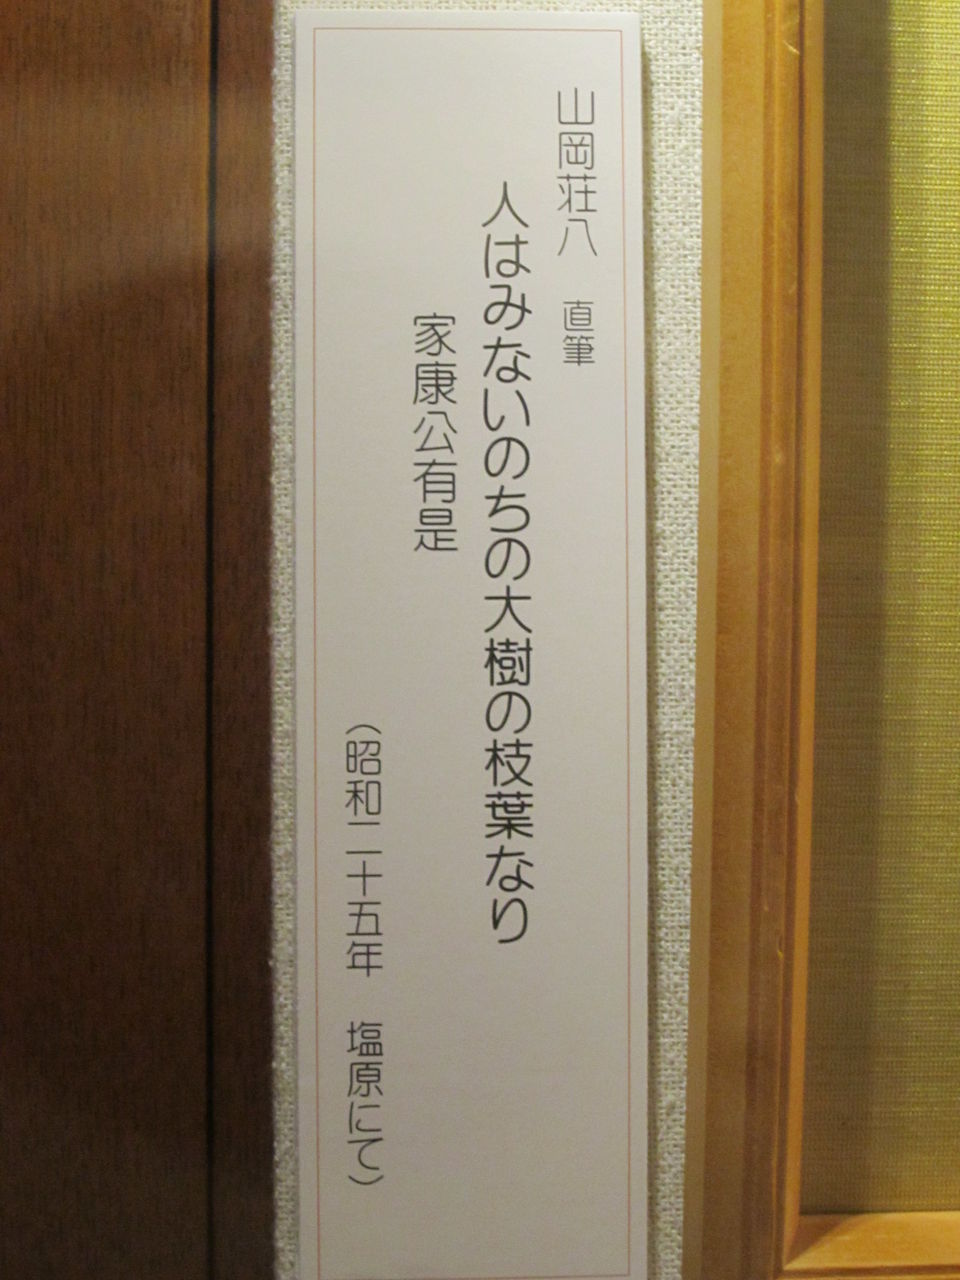 山岡荘八　直筆
人はみないのちの大樹の枝葉なり
家康公有是
（昭和二十五年　塩原にて）